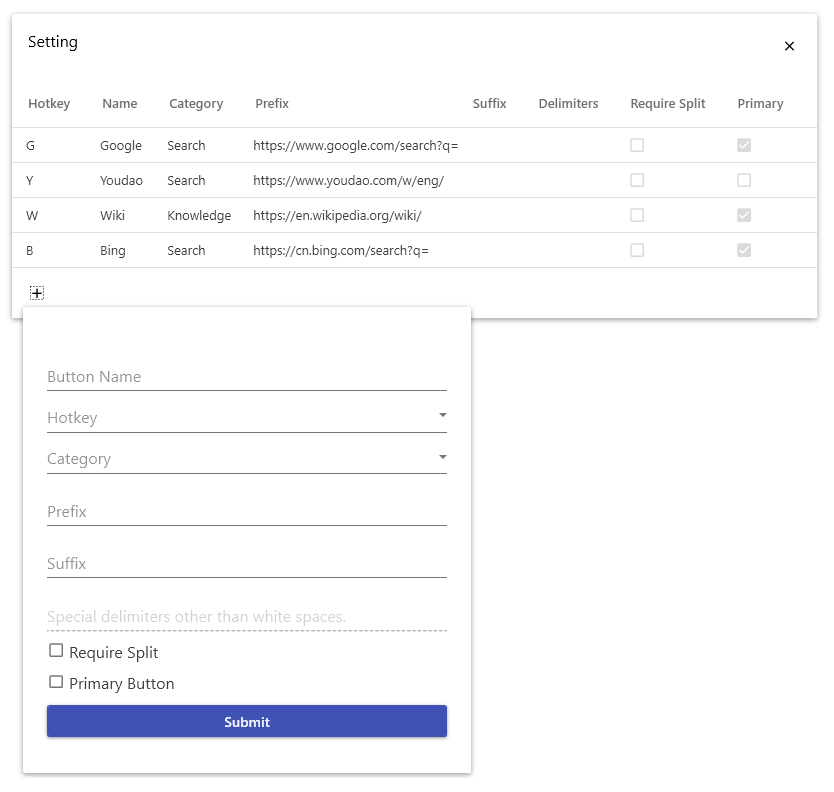 Setting
Hotkey Name Category Prefix Suffix Delimiters Require Split Primary
G Google Search https://www.google.com/search?q=
Y Youdao Search https://www.youdao.com/w/eng/
W Wiki Knowledge https://en.wikipedia.org/wiki/
B Bing Search https://cn.bing.com/search?q=
Button Name
Hotkey
Category
Prefix
Suffix
Special delimiters other than white spaces.
Require Split
Primary Button
Submit